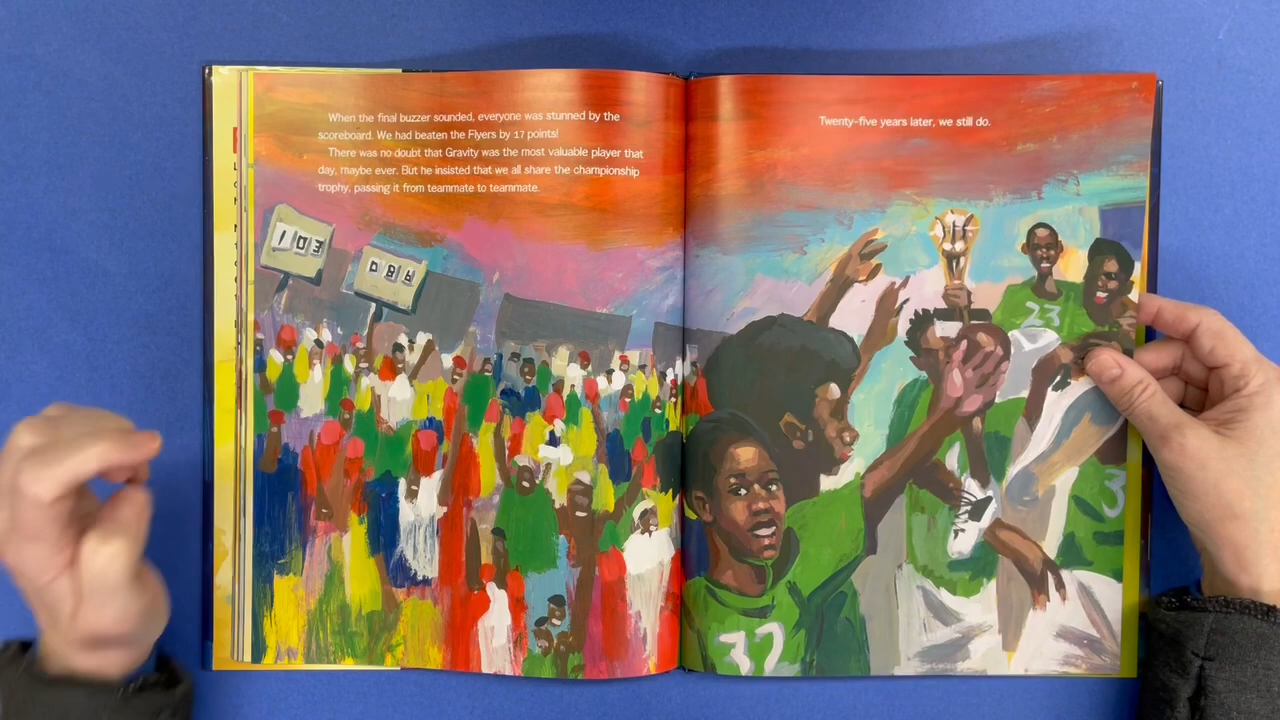 When the final buzzer sounded, everyone was stunned by the
scoreboard. We had beaten the Flyers by 17 points!
There was no doubt that Gravity was the most valuable player that
day, maybe ever. But he insisted that we all share the championship
trophy, passing it from teammate to teammate.
103
086
Twenty-five years later, we still do.
23
3
32